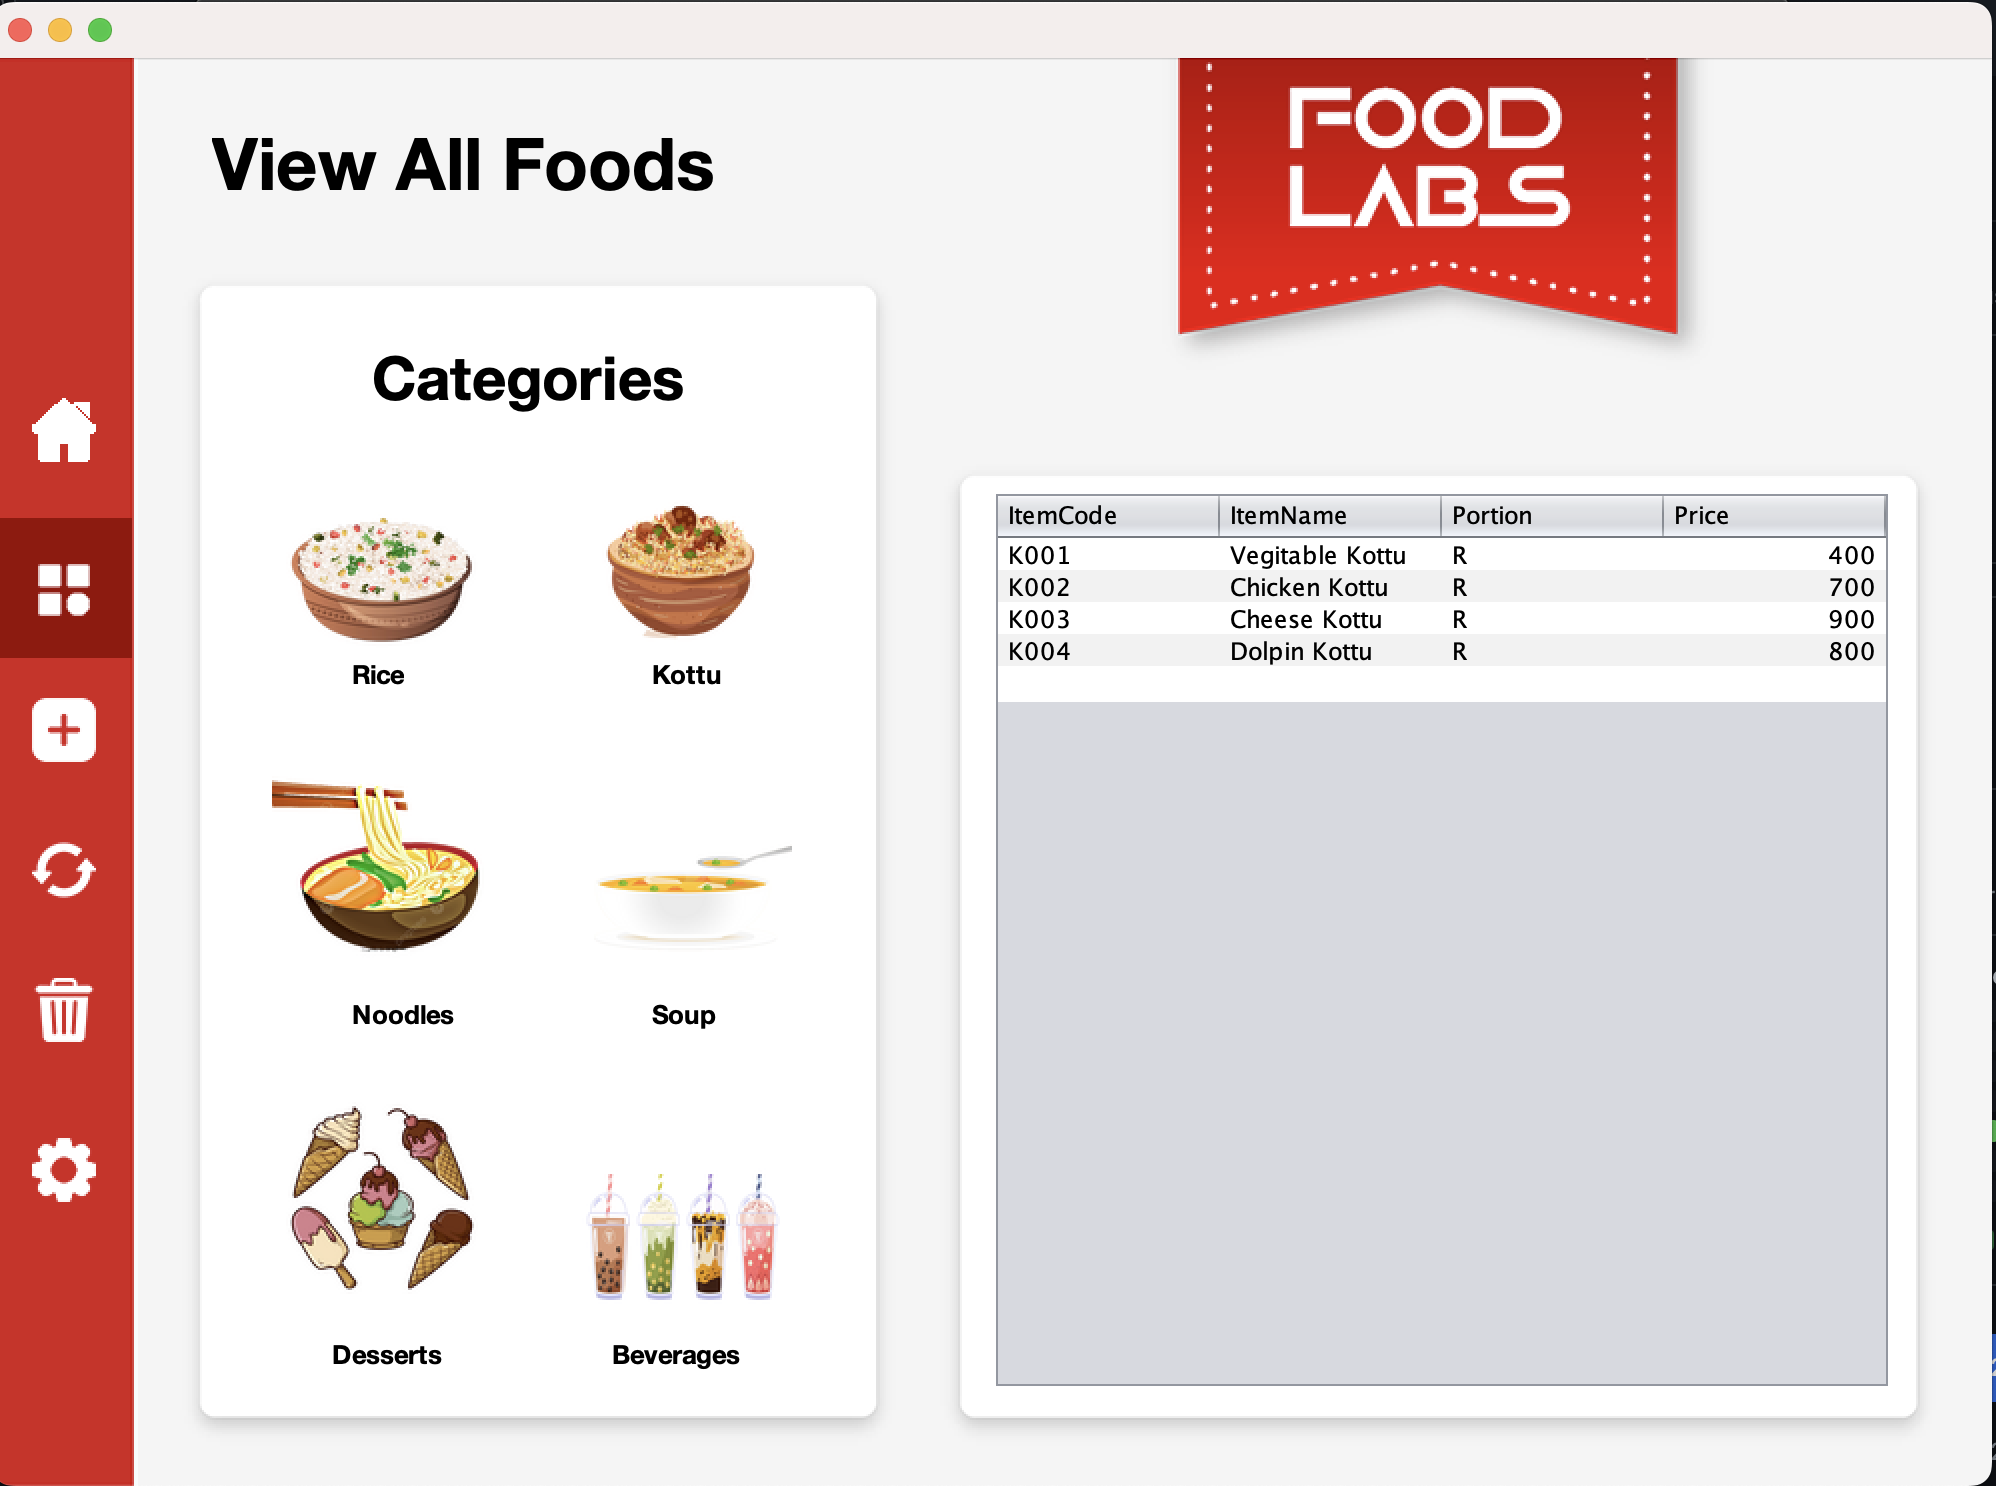 View All Foods
FOOD
LABS
Categories
Rice
Kottu
Noodles
Soup
Desserts
Beverages
ItemCode ItemName Portion Price
K001 Vegitable Kottu R 400
K002 Chicken Kottu R 700
K003 Cheese Kottu R 900
K004 Dolpin Kottu R 800